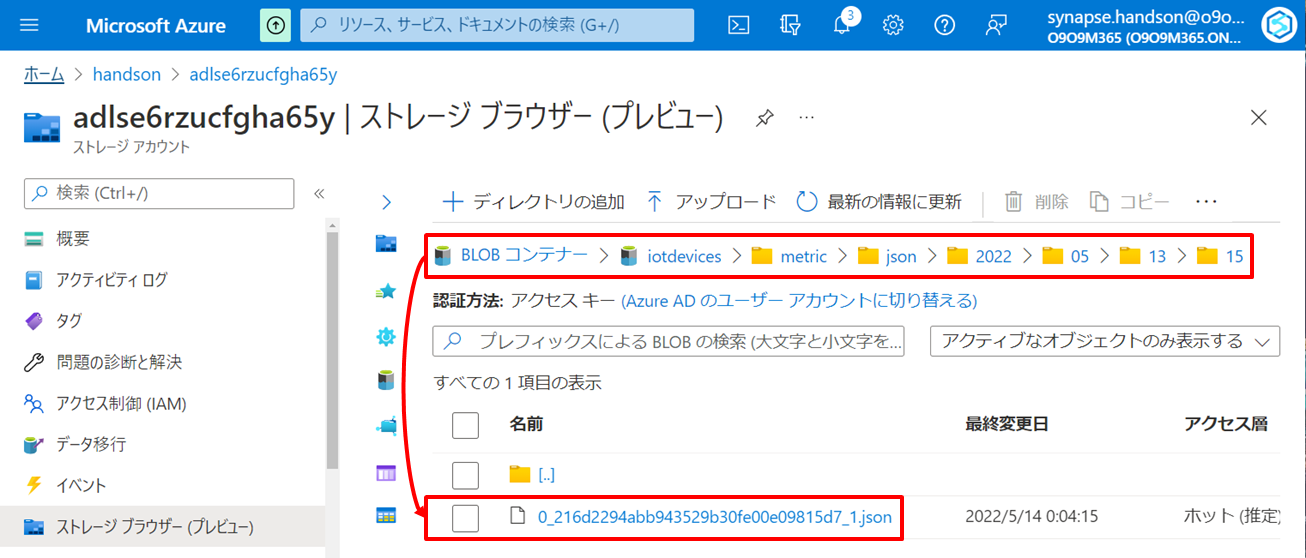 Microsoft Azure
リソース、サービス、ドキュメントの検索 (G+/)
3
synapse.handson@o9o...
O9O9M365 (O9O9M365.ON...
ホーム > handson > adlse6rzucfgha65y
adlse6rzucfgha65y | ストレージ ブラウザー (プレビュー) ...
ストレージ アカウント
検索 (Ctrl+/)
概要
アクティビティ ログ
タグ
問題の診断と解決
アクセス制御 (IAM)
データ移行
イベント
ストレージ ブラウザー (プレビュー)
ディレクトリの追加 アップロード 最新の情報に更新 削除 コピー ...
BLOB コンテナー > iotdevices > metric > json > 2022 > 05 > 13 > 15
認証方法: アクセス キー (Azure AD のユーザー アカウントに切り替える)
プレフィックスによる BLOB の検索 (大文字と小文字を... アクティブなオブジェクトのみ表示する
すべての 1 項目の表示
名前 最終変更日 アクセス層
[..]
0_216d2294abb943529b30fe00e09815d7_1.json 2022/5/14 0:04:15 ホット (推定)